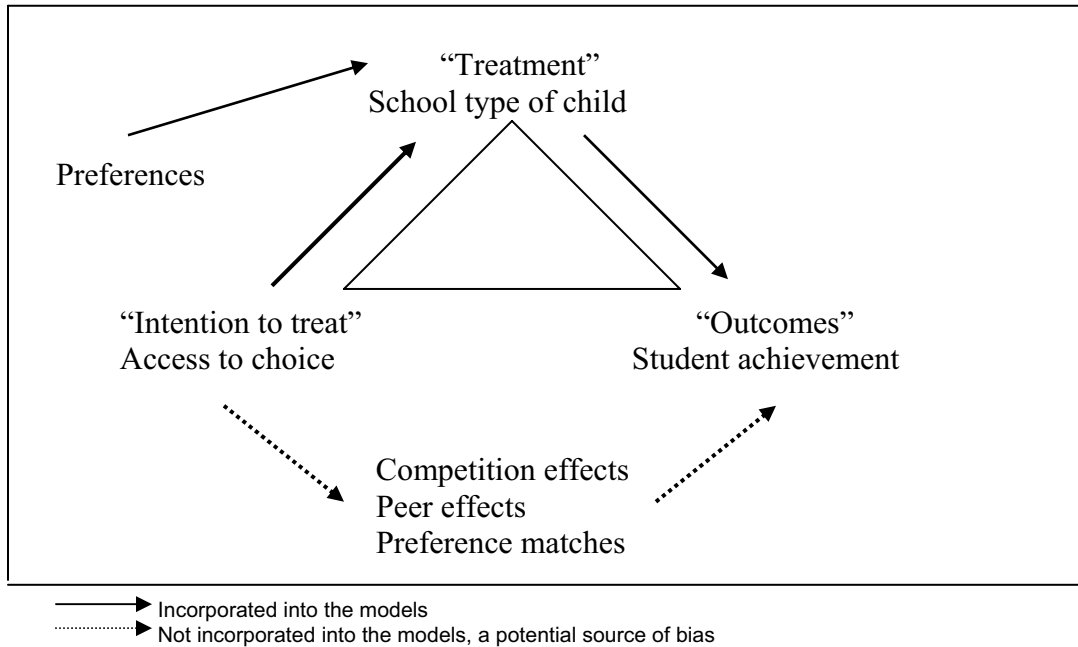 “Treatment”
School type of child
Preferences
“Intention to treat”
Access to choice
“Outcomes”
Student achievement
Competition effects
Peer effects
Preference matches
Incorporated into the models
Not incorporated into the models, a potential source of bias